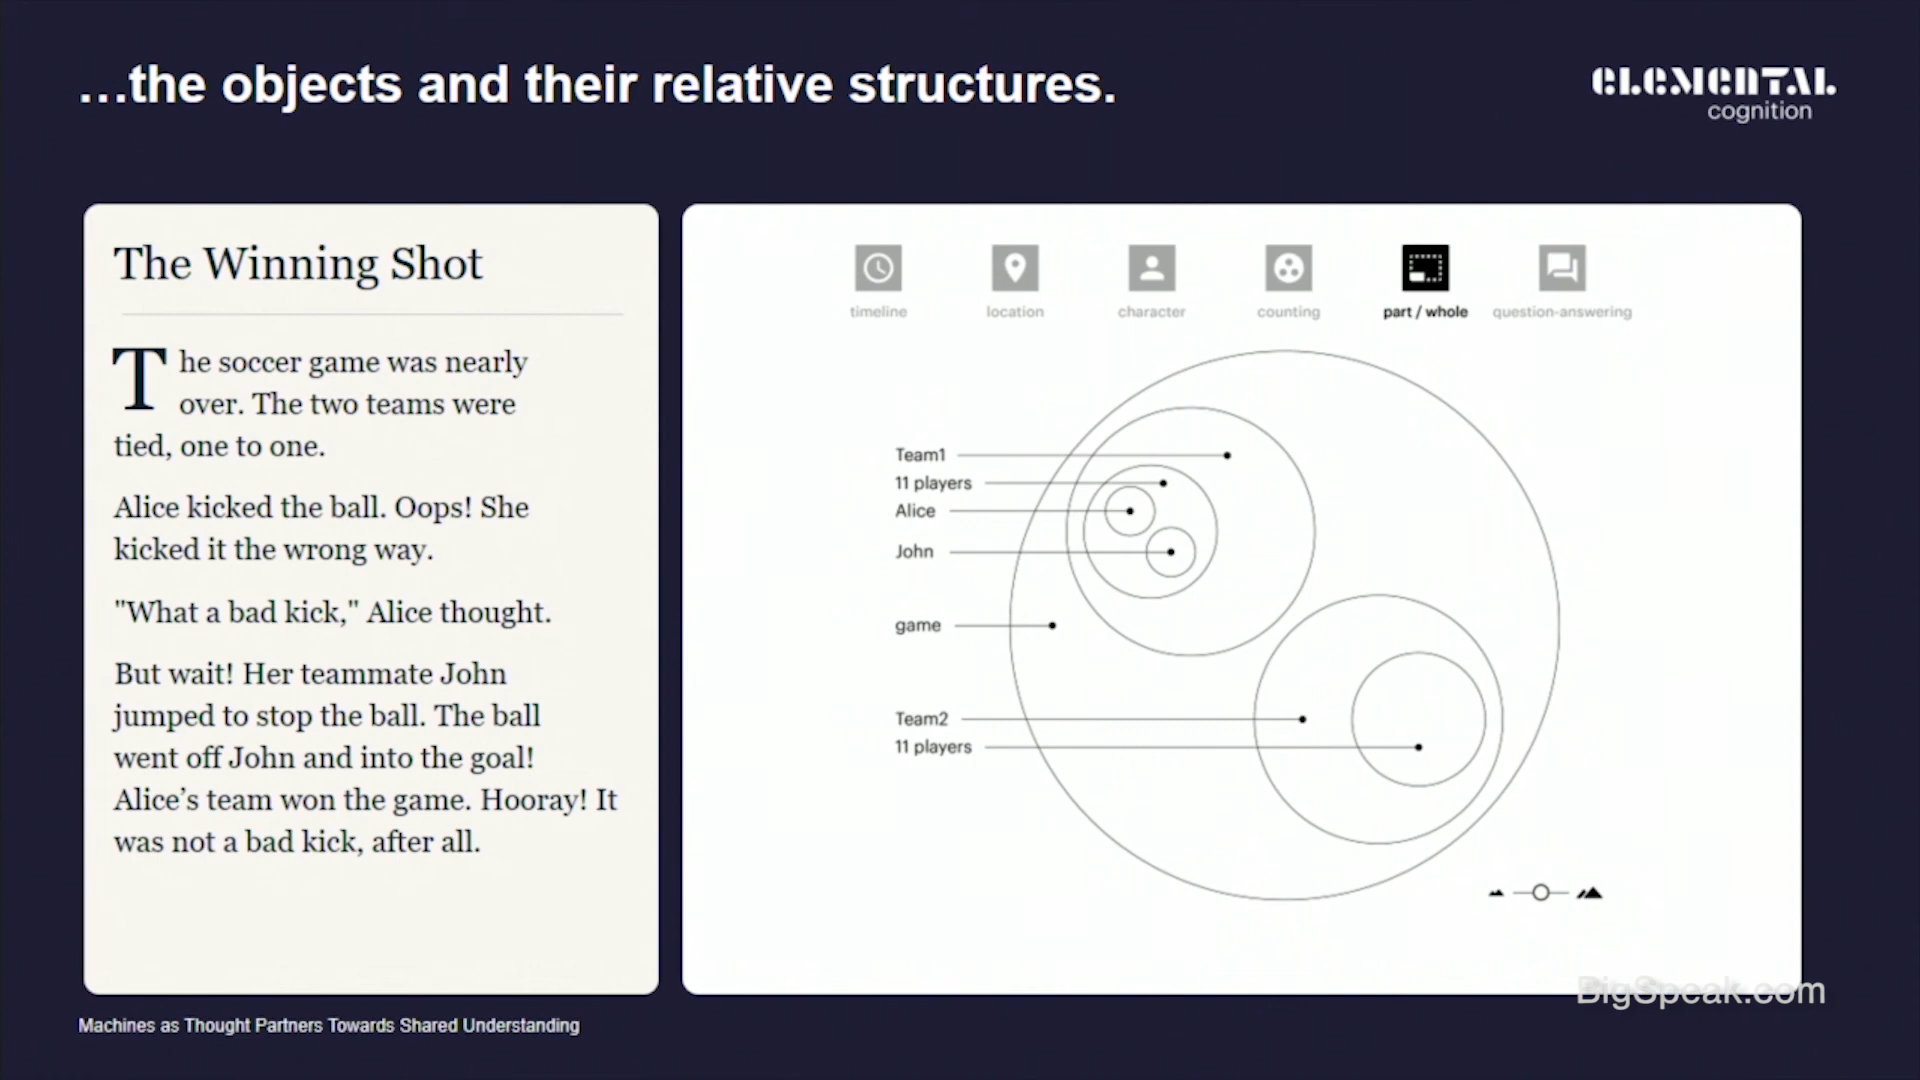 ...the objects and their relative structures.
ELEMENTAL
cognition
The Winning Shot
The soccer game was nearly
over. The two teams were
tied, one to one.
Alice kicked the ball. Oops! She
kicked it the wrong way.
"What a bad kick," Alice thought.
But wait! Her teammate John
jumped to stop the ball. The ball
went off John and into the goal!
Alice’s team won the game. Hooray! It
was not a bad kick, after all.
timeline
location
character
counting
part / whole
question-answering
Team1
11 players
Alice
John
game
Team2
11 players
BigSpeak.com
Machines as Thought Partners Towards Shared Understanding